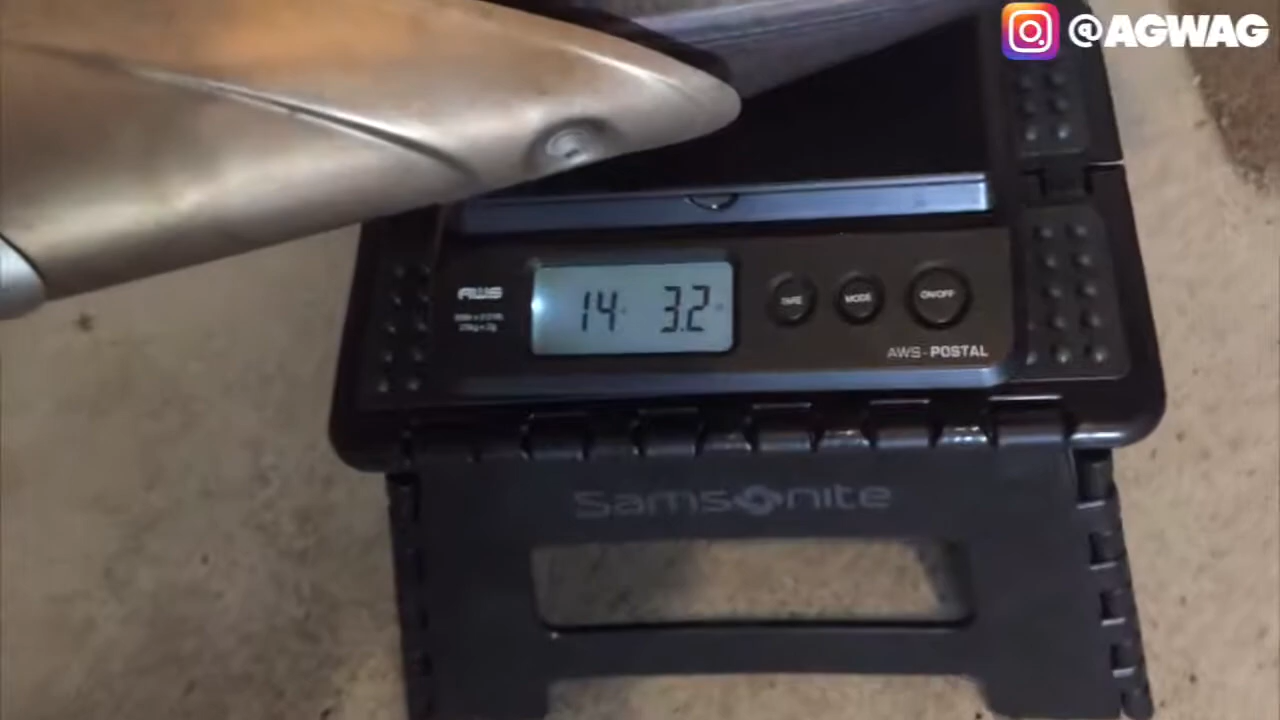 @AGWAG
AWS
14 3.2
TARE MODE ON/OFF
AWS-POSTAL
Samsonite